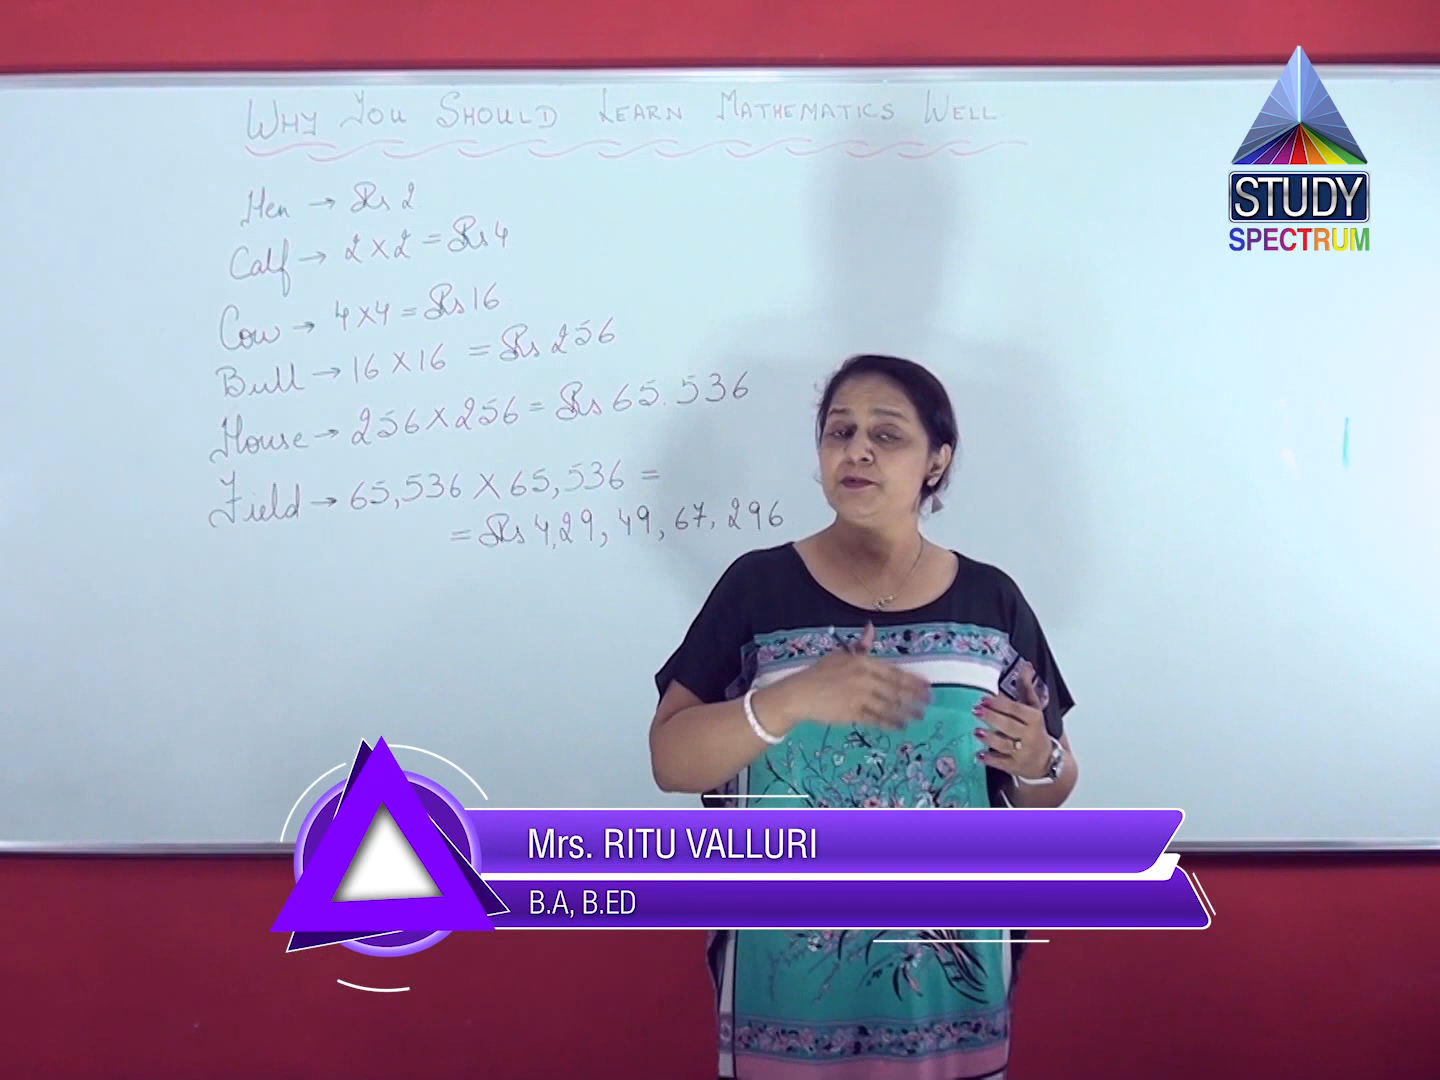 WHY YOU SHOULD LEARN MATHEMATICS WELL
Hen → Rs 2
Calf → 2 × 2 = Rs 4
Cow → 4 × 4 = Rs 16
Bull → 16 × 16 = Rs 256
House → 256 × 256 = Rs 65.536
Field → 65,536 × 65,536 =
= Rs 4,29,49,67,296
STUDY
SPECTRUM
Mrs. RITU VALLURI
B.A, B.ED